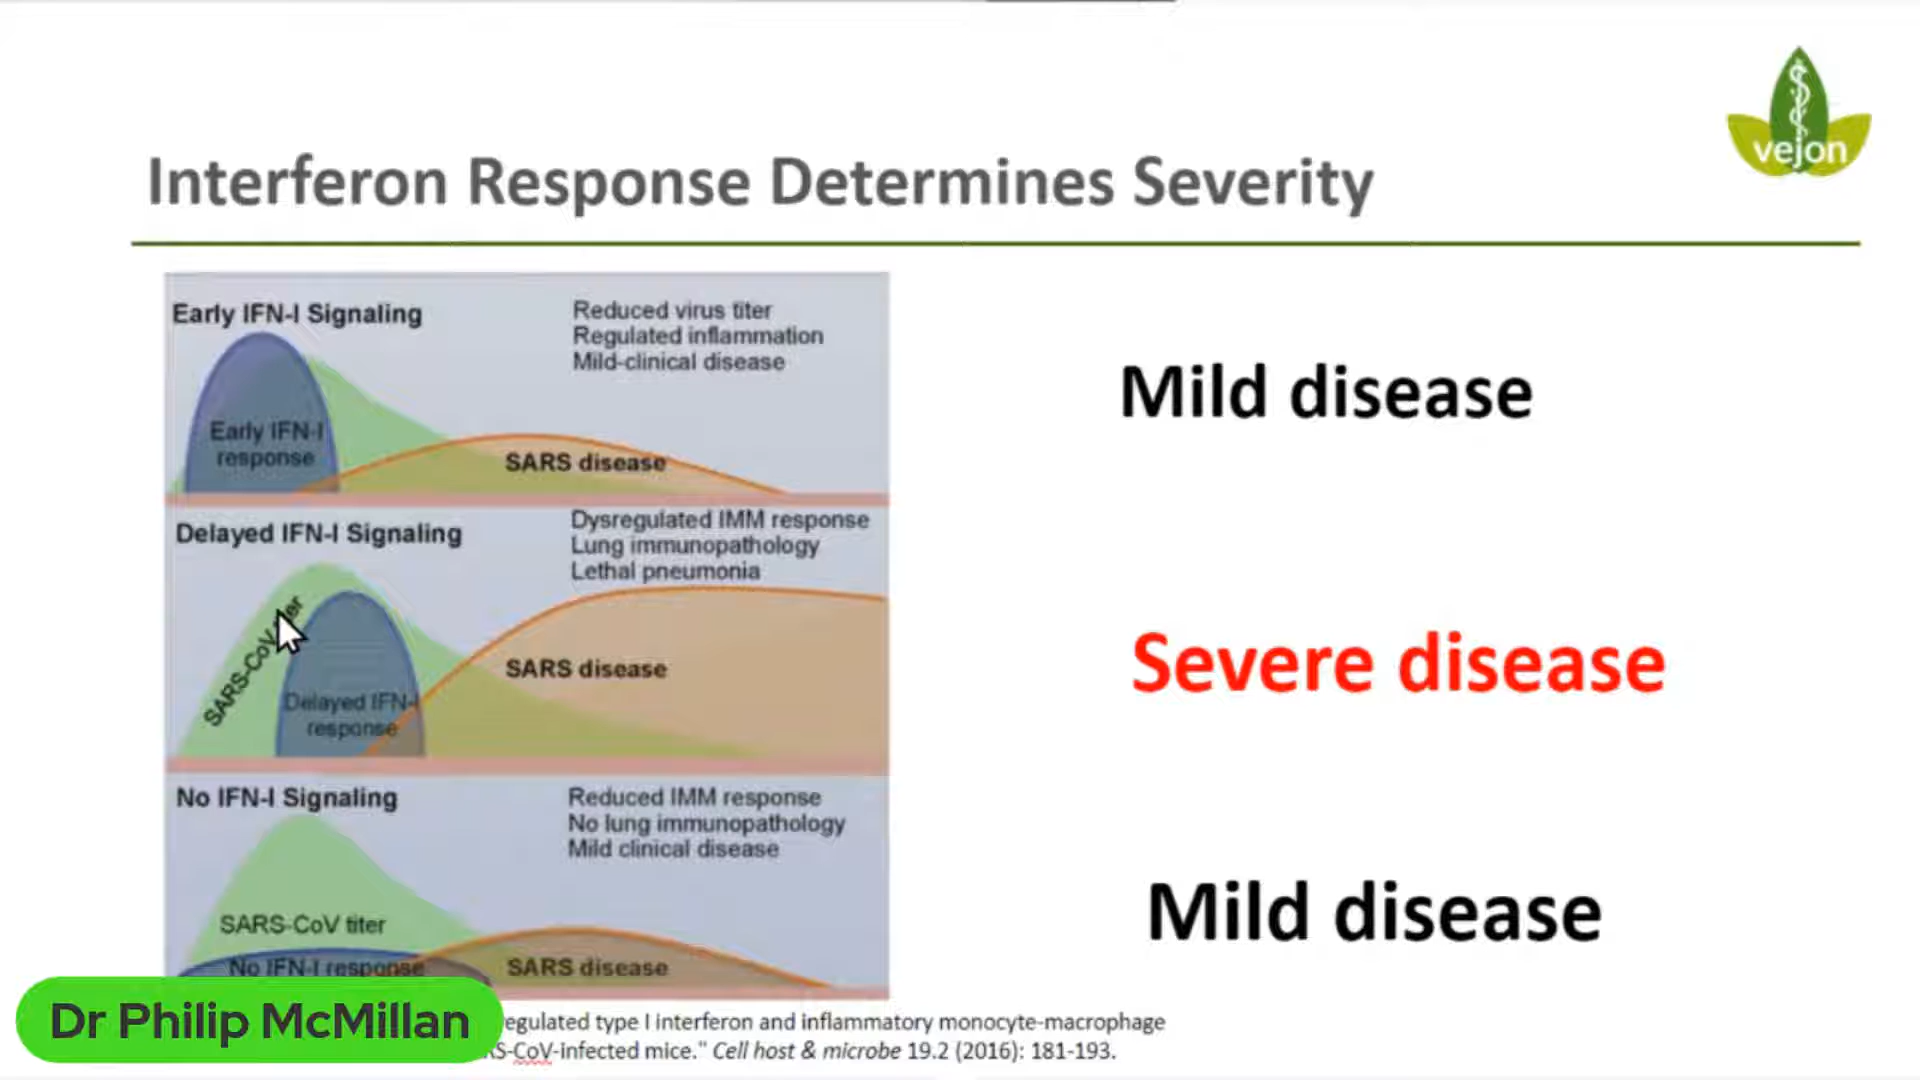 vejon
Interferon Response Determines Severity
Early IFN-I Signaling
Reduced virus titer
Regulated inflammation
Mild-clinical disease
Early IFN-I
response
SARS disease
Mild disease
Delayed IFN-I Signaling
Dysregulated IMM response
Lung immunopathology
Lethal pneumonia
SARS-CoV
Delayed IFN-I
response
SARS disease
Severe disease
No IFN-I Signaling
Reduced IMM response
No lung immunopathology
Mild clinical disease
SARS-CoV titer
No IFN-I response
SARS disease
Mild disease
Dr Philip McMillan
egulated type I interferon and inflammatory monocyte-macrophage
RS-CoV-infected mice." Cell host & microbe 19.2 (2016): 181-193.